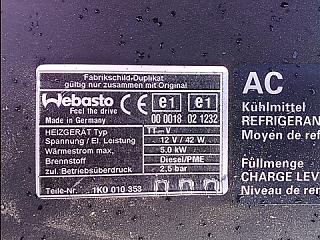 Fabrikschild-Duplikat
gültig nur zusammen mit Original
Webasto
Feel the drive
Made in Germany
CE e1 e1
00 0018 02 1232
HEIZGERÄT Typ TT-V
Spannung / El. Leistung 12 V / 42 W
Wärmestrom max. 5,0 kW
Brennstoff Diesel/PME
zul. Betriebsüberdruck 2,5 bar
Teile-Nr. 1K0 010 353
AC
Kühlmittel
REFRIGERAN
Moyen de ref
Füllmenge
CHARGE LEV
Niveau de rem